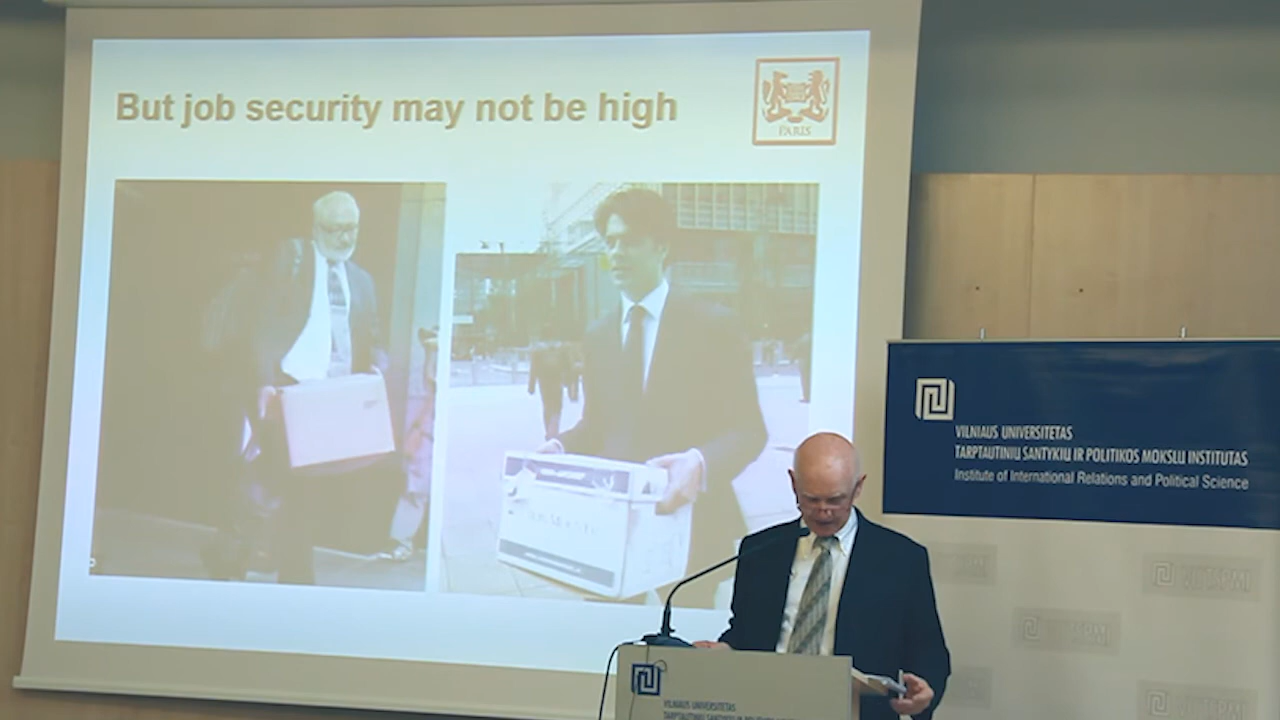 But job security may not be high
PARIS
VILNIAUS UNIVERSITETAS
TARPTAUTINIŲ SANTYKIŲ IR POLITIKOS MOKSLŲ INSTITUTAS
Institute of International Relations and Political Science
VILNIAUS UNIVERSITETAS